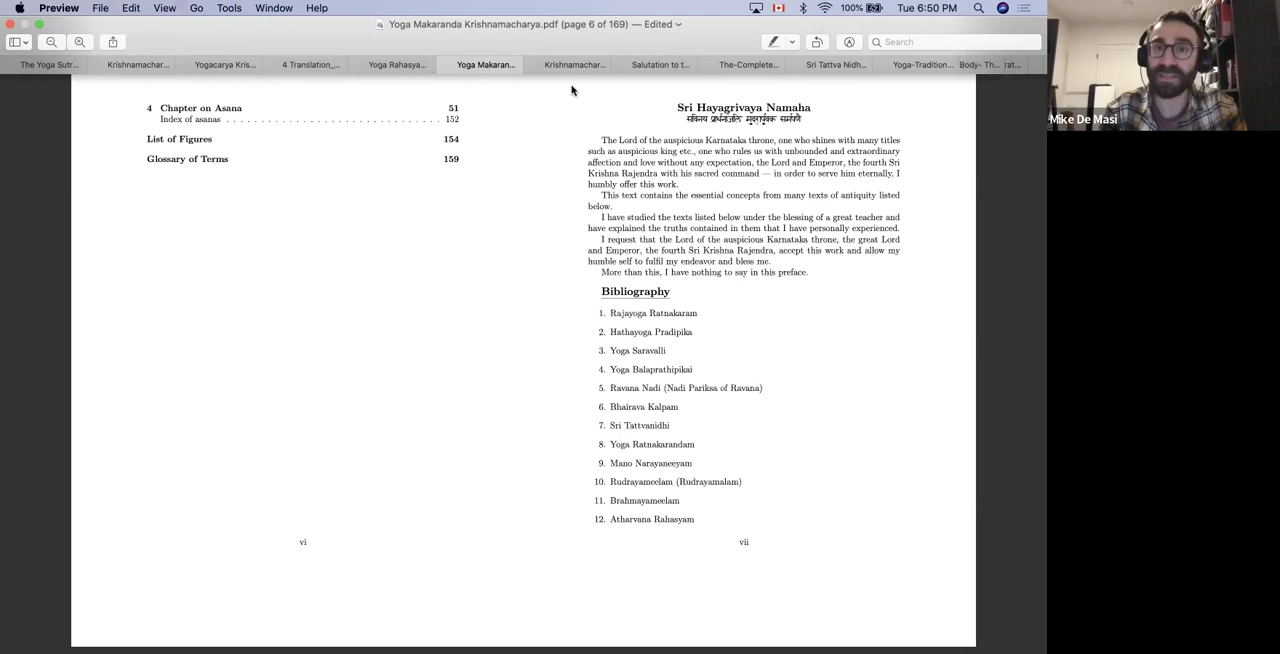 Preview File Edit View Go Tools Window Help 100% Tue 6:50 PM
Yoga Makaranda Krishnamacharya.pdf (page 6 of 169) — Edited
Search
The Yoga Sutr... Krishnamachar... Yogacarya Kris... 4 Translation_... Yoga Rahasya... Yoga Makaran... Krishnamachar... Salutation to t... The-Complete... Sri Tattva Nidh... Yoga-Tradition... Body- Th... rat...
4 Chapter on Asana 51
Index of asanas 152
List of Figures 154
Glossary of Terms 159
vi
Sri Hayagrivaya Namaha
सविनय प्रार्थनाञ्जलि मुद्रापूर्वक समर्पणै
The Lord of the auspicious Karnataka throne, one who shines with many titles
such as auspicious king etc., one who rules us with unbounded and extraordinary
affection and love without any expectation, the Lord and Emperor, the fourth Sri
Krishna Rajendra with his sacred command — in order to serve him eternally, I
humbly offer this work.
This text contains the essential concepts from many texts of antiquity listed
below.
I have studied the texts listed below under the blessing of a great teacher and
have explained the truths contained in them that I have personally experienced.
I request that the Lord of the auspicious Karnataka throne, the great Lord
and Emperor, the fourth Sri Krishna Rajendra, accept this work and allow my
humble self to fulfil my endeavor and bless me.
More than this, I have nothing to say in this preface.
Bibliography
1. Rajayoga Ratnakaram
2. Hathayoga Pradipika
3. Yoga Saravalli
4. Yoga Balaprathipikai
5. Ravana Nadi (Nadi Pariksa of Ravana)
6. Bhairava Kalpam
7. Sri Tattvanidhi
8. Yoga Ratnakarandam
9. Mano Narayaneeyam
10. Rudrayameelam (Rudrayamalam)
11. Brahmayameelam
12. Atharvana Rahasyam
vii
Mike De Masi